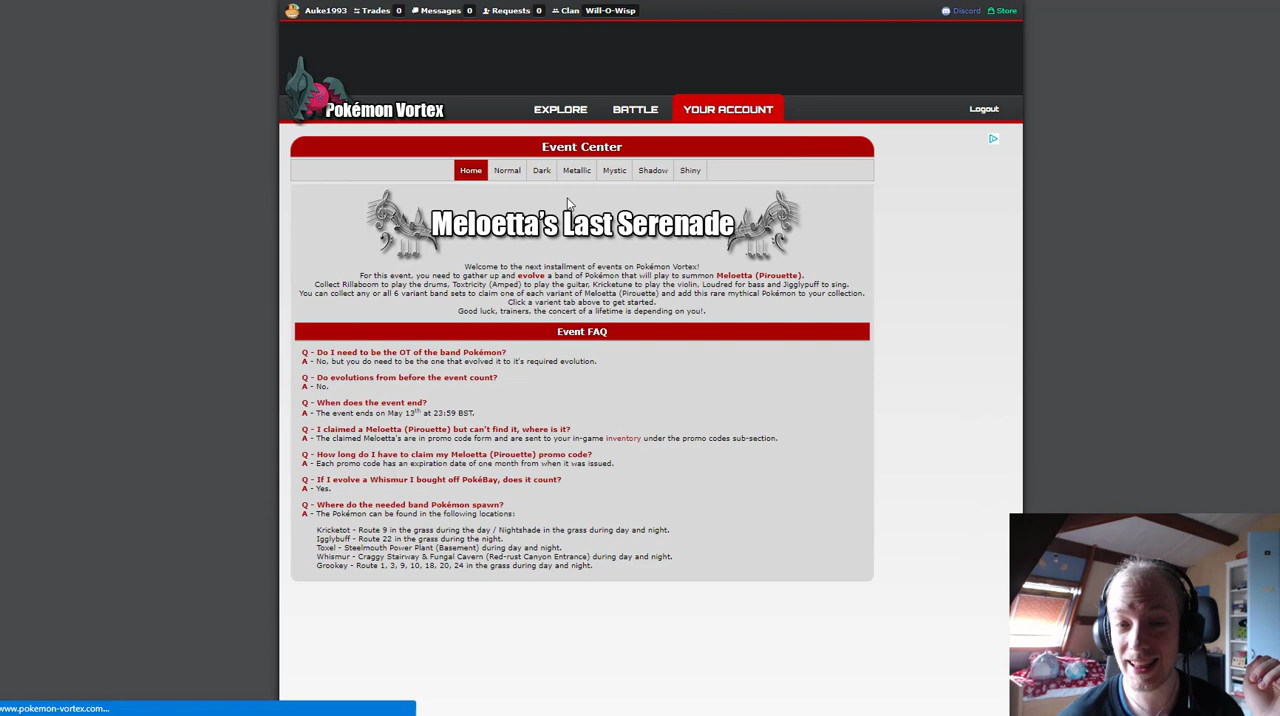 Auke1993 Trades 0 Messages 0 Requests 0 Clan Will-O-Wisp Discord Store
Pokémon Vortex EXPLORE BATTLE YOUR ACCOUNT Logout
Event Center
Home Normal Dark Metallic Mystic Shadow Shiny
Meloetta's Last Serenade
Welcome to the next installment of events on Pokémon Vortex!
For this event, you need to gather up and evolve a band of Pokémon that will play to summon Meloetta (Pirouette).
Collect Rillaboom to play the drums, Toxtricity (Amped) to play the guitar, Kricketune to play the violin, Loudred for bass and Jigglypuff to sing.
You can collect any or all 6 variant band sets to claim one of each variant of Meloetta (Pirouette) and add this rare mythical Pokémon to your collection.
Click a varient tab above to get started.
Good luck, trainers, the concert of a lifetime is depending on you!.
Event FAQ
Q - Do I need to be the OT of the band Pokémon?
A - No, but you do need to be the one that evolved it to it's required evolution.
Q - Do evolutions from before the event count?
A - No.
Q - When does the event end?
A - The event ends on May 13th at 23:59 BST.
Q - I claimed a Meloetta (Pirouette) but can't find it, where is it?
A - The claimed Meloetta's are in promo code form and are sent to your in-game inventory under the promo codes sub-section.
Q - How long do I have to claim my Meloetta (Pirouette) promo code?
A - Each promo code has an expiration date of one month from when it was issued.
Q - If I evolve a Whismur I bought off PokéBay, does it count?
A - Yes.
Q - Where do the needed band Pokémon spawn?
A - The Pokémon can be found in the following locations:
Kricketot - Route 9 in the grass during the day / Nightshade in the grass during day and night.
Igglybuff - Route 22 in the grass during the night.
Toxel - Steelmouth Power Plant (Basement) during day and night.
Whismur - Craggy Stairway & Fungal Cavern (Red-rust Canyon Entrance) during day and night.
Grookey - Route 1, 3, 9, 10, 18, 20, 24 in the grass during day and night.
www.pokemon-vortex.com...